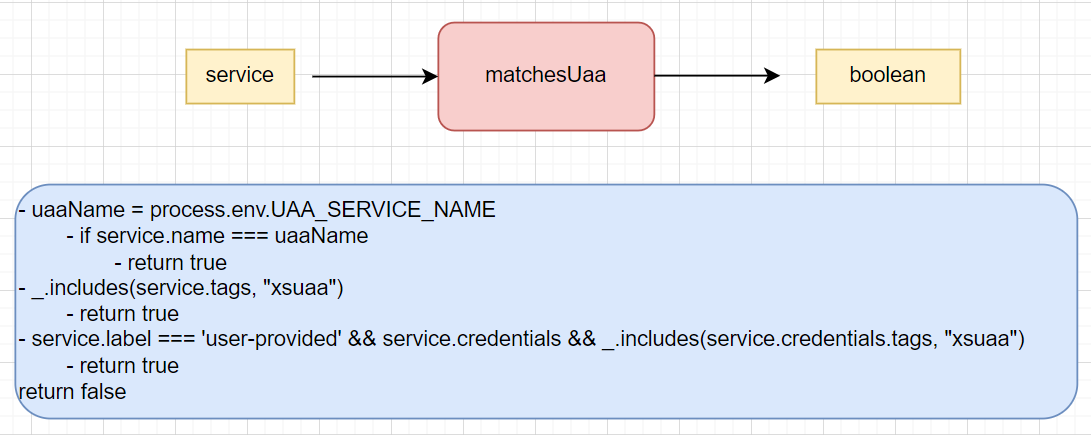 service
matchesUaa
boolean
- uaaName = process.env.UAA_SERVICE_NAME
- if service.name === uaaName
- return true
- _.includes(service.tags, "xsuaa")
- return true
- service.label === 'user-provided' && service.credentials && _.includes(service.credentials.tags, "xsuaa")
- return true
return false